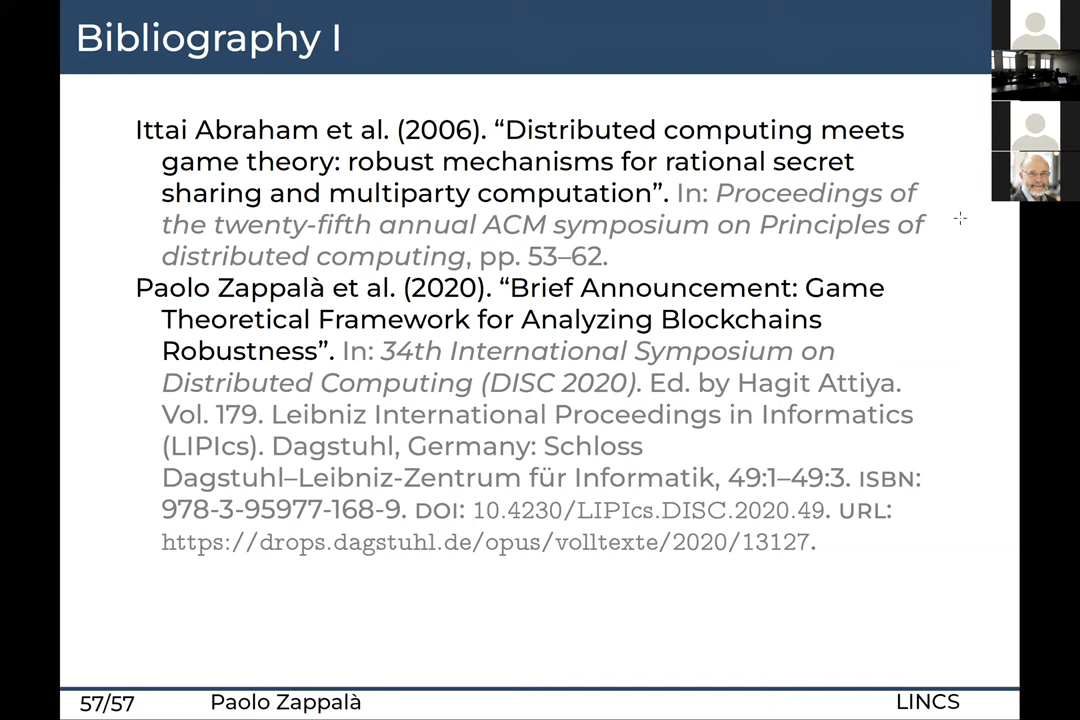 Bibliography I
Ittai Abraham et al. (2006). “Distributed computing meets
game theory: robust mechanisms for rational secret
sharing and multiparty computation”. In: Proceedings of
the twenty-fifth annual ACM symposium on Principles of
distributed computing, pp. 53–62.
Paolo Zappalà et al. (2020). “Brief Announcement: Game
Theoretical Framework for Analyzing Blockchains
Robustness”. In: 34th International Symposium on
Distributed Computing (DISC 2020). Ed. by Hagit Attiya.
Vol. 179. Leibniz International Proceedings in Informatics
(LIPIcs). Dagstuhl, Germany: Schloss
Dagstuhl–Leibniz-Zentrum für Informatik, 49:1–49:3. ISBN:
978-3-95977-168-9. DOI: 10.4230/LIPIcs.DISC.2020.49. URL:
https://drops.dagstuhl.de/opus/volltexte/2020/13127.
57/57 Paolo Zappalà LINCS